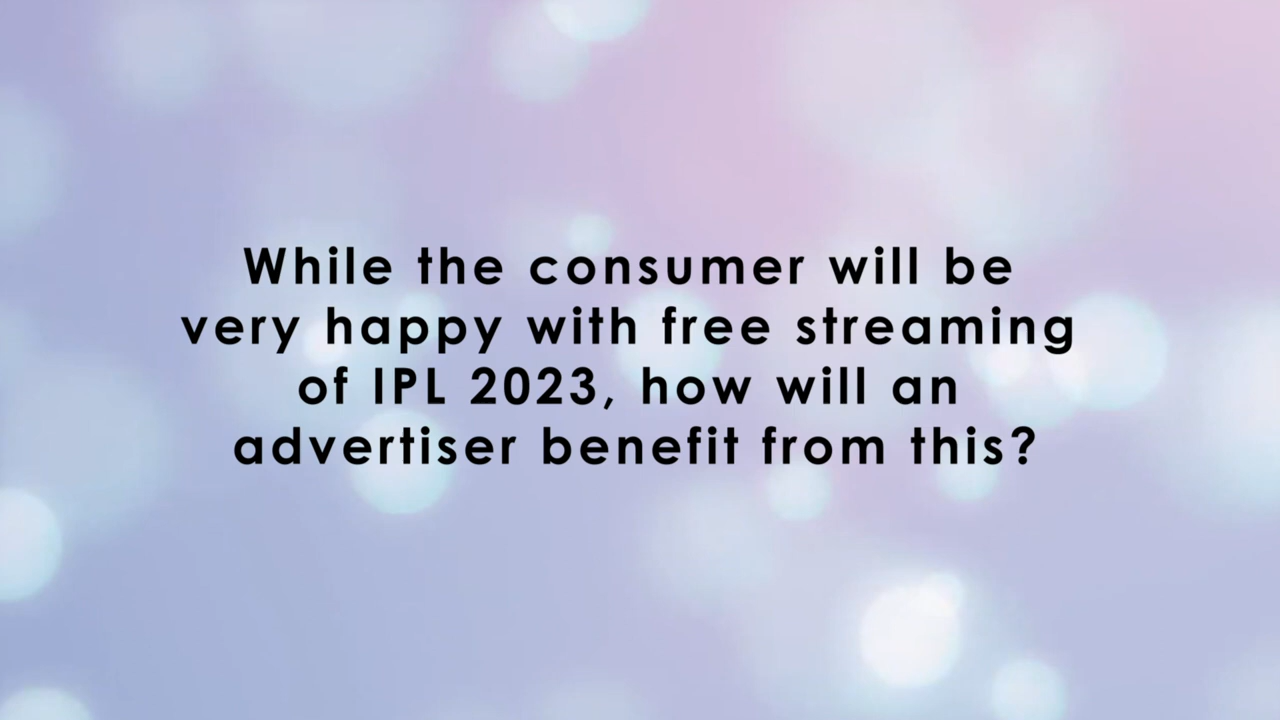 While the consumer will be
very happy with free streaming
of IPL 2023, how will an
advertiser benefit from this?